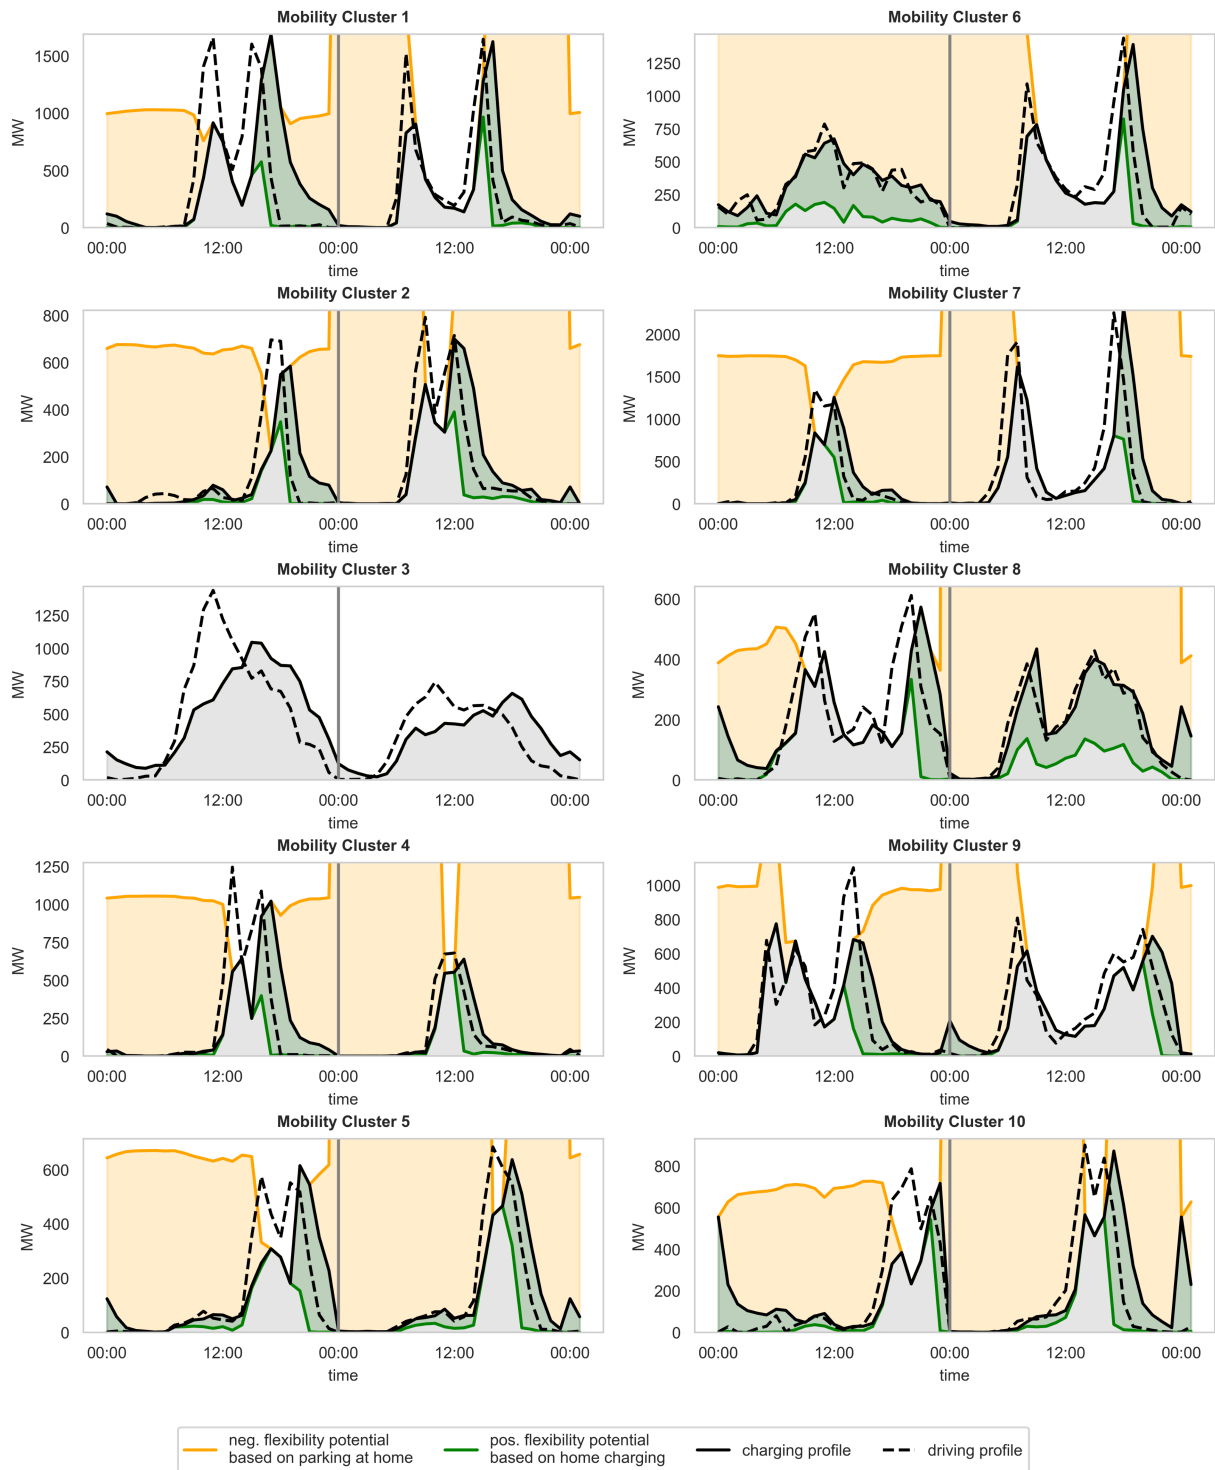 Mobility Cluster 1
1500
1000
500
0
MW
00:00
12:00
00:00
12:00
00:00
time
Mobility Cluster 6
1250
1000
750
500
250
0
MW
00:00
12:00
00:00
12:00
00:00
time
Mobility Cluster 2
800
600
400
200
0
MW
00:00
12:00
00:00
12:00
00:00
time
Mobility Cluster 7
2000
1500
1000
500
0
MW
00:00
12:00
00:00
12:00
00:00
time
Mobility Cluster 3
1250
1000
750
500
250
0
MW
00:00
12:00
00:00
12:00
00:00
time
Mobility Cluster 8
600
400
200
0
MW
00:00
12:00
00:00
12:00
00:00
time
Mobility Cluster 4
1250
1000
750
500
250
0
MW
00:00
12:00
00:00
12:00
00:00
time
Mobility Cluster 9
1000
800
600
400
200
0
MW
00:00
12:00
00:00
12:00
00:00
time
Mobility Cluster 5
600
400
200
0
MW
00:00
12:00
00:00
12:00
00:00
time
Mobility Cluster 10
800
600
400
200
0
MW
00:00
12:00
00:00
12:00
00:00
time
neg. flexibility potential
based on parking at home
pos. flexibility potential
based on home charging
charging profile
driving profile